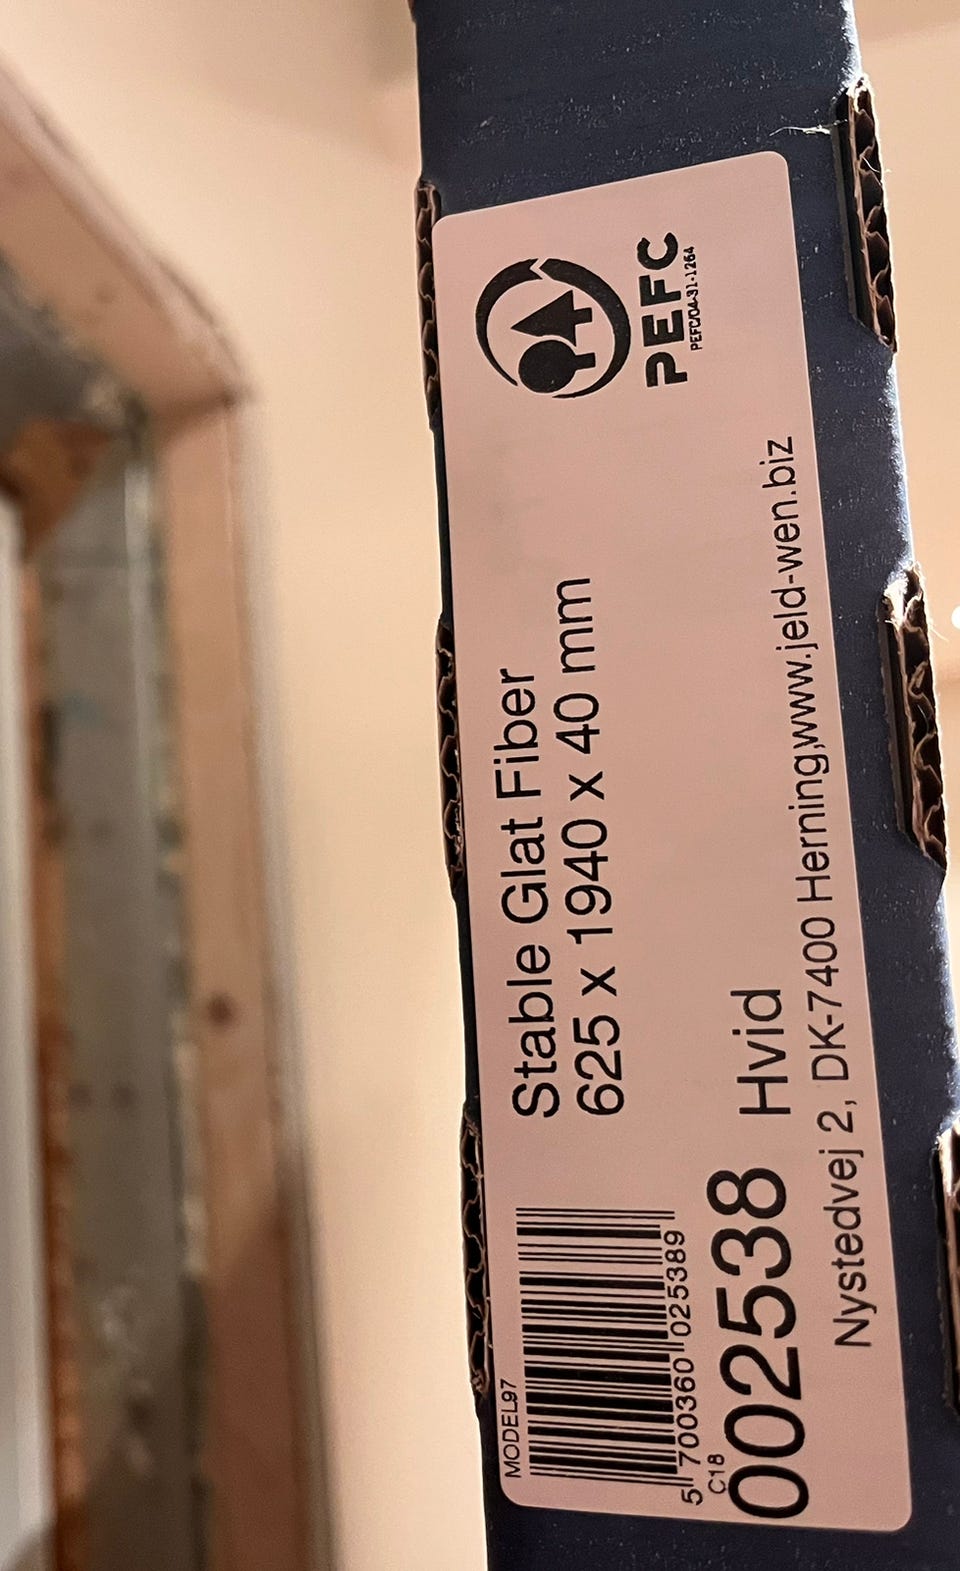 MODEL97
5 700360 025389
C18
002538 Hvid
Stable Glat Fiber
625 x 1940 x 40 mm
Nystedvej 2, DK-7400 Herning,www.jeld-wen.biz
PEFC
PEFC/04-31-1264